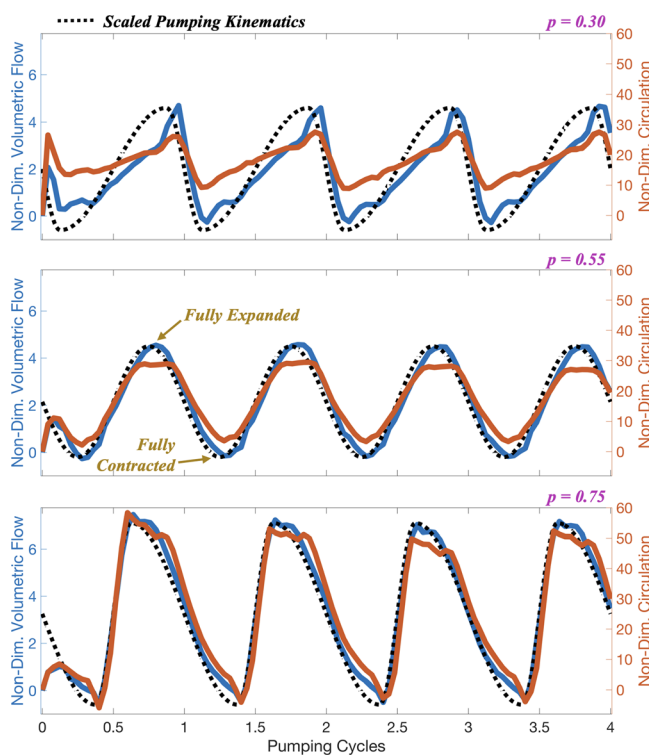 Scaled Pumping Kinematics
p = 0.30
Non-Dim. Volumetric Flow
6
4
2
0
60
50
40
30
20
10
0
Non-Dim. Circulation
p = 0.55
Non-Dim. Volumetric Flow
6
4
2
0
Fully Expanded
Fully
Contracted
60
50
40
30
20
10
0
Non-Dim. Circulation
p = 0.75
Non-Dim. Volumetric Flow
6
4
2
0
60
50
40
30
20
10
0
Non-Dim. Circulation
0 0.5 1 1.5 2 2.5 3 3.5 4
Pumping Cycles